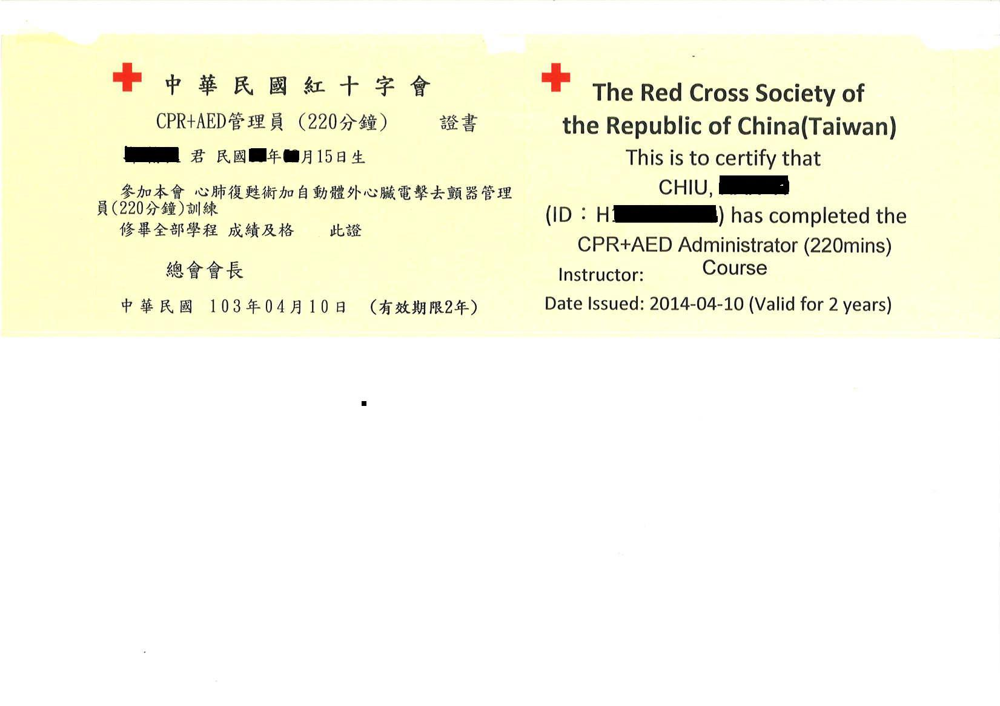 中華民國紅十字會
CPR+AED管理員（220分鐘） 證書
君 民國 年 月15日生
參加本會 心肺復甦術加自動體外心臟電擊去顫器管理
員(220分鐘)訓練
修畢全部學程 成績及格 此證
總會會長
中華民國 103年04月10日 (有效期限2年)
The Red Cross Society of
the Republic of China(Taiwan)
This is to certify that
CHIU,
(ID：H ) has completed the
CPR+AED Administrator (220mins)
Course
Instructor:
Date Issued: 2014-04-10 (Valid for 2 years)